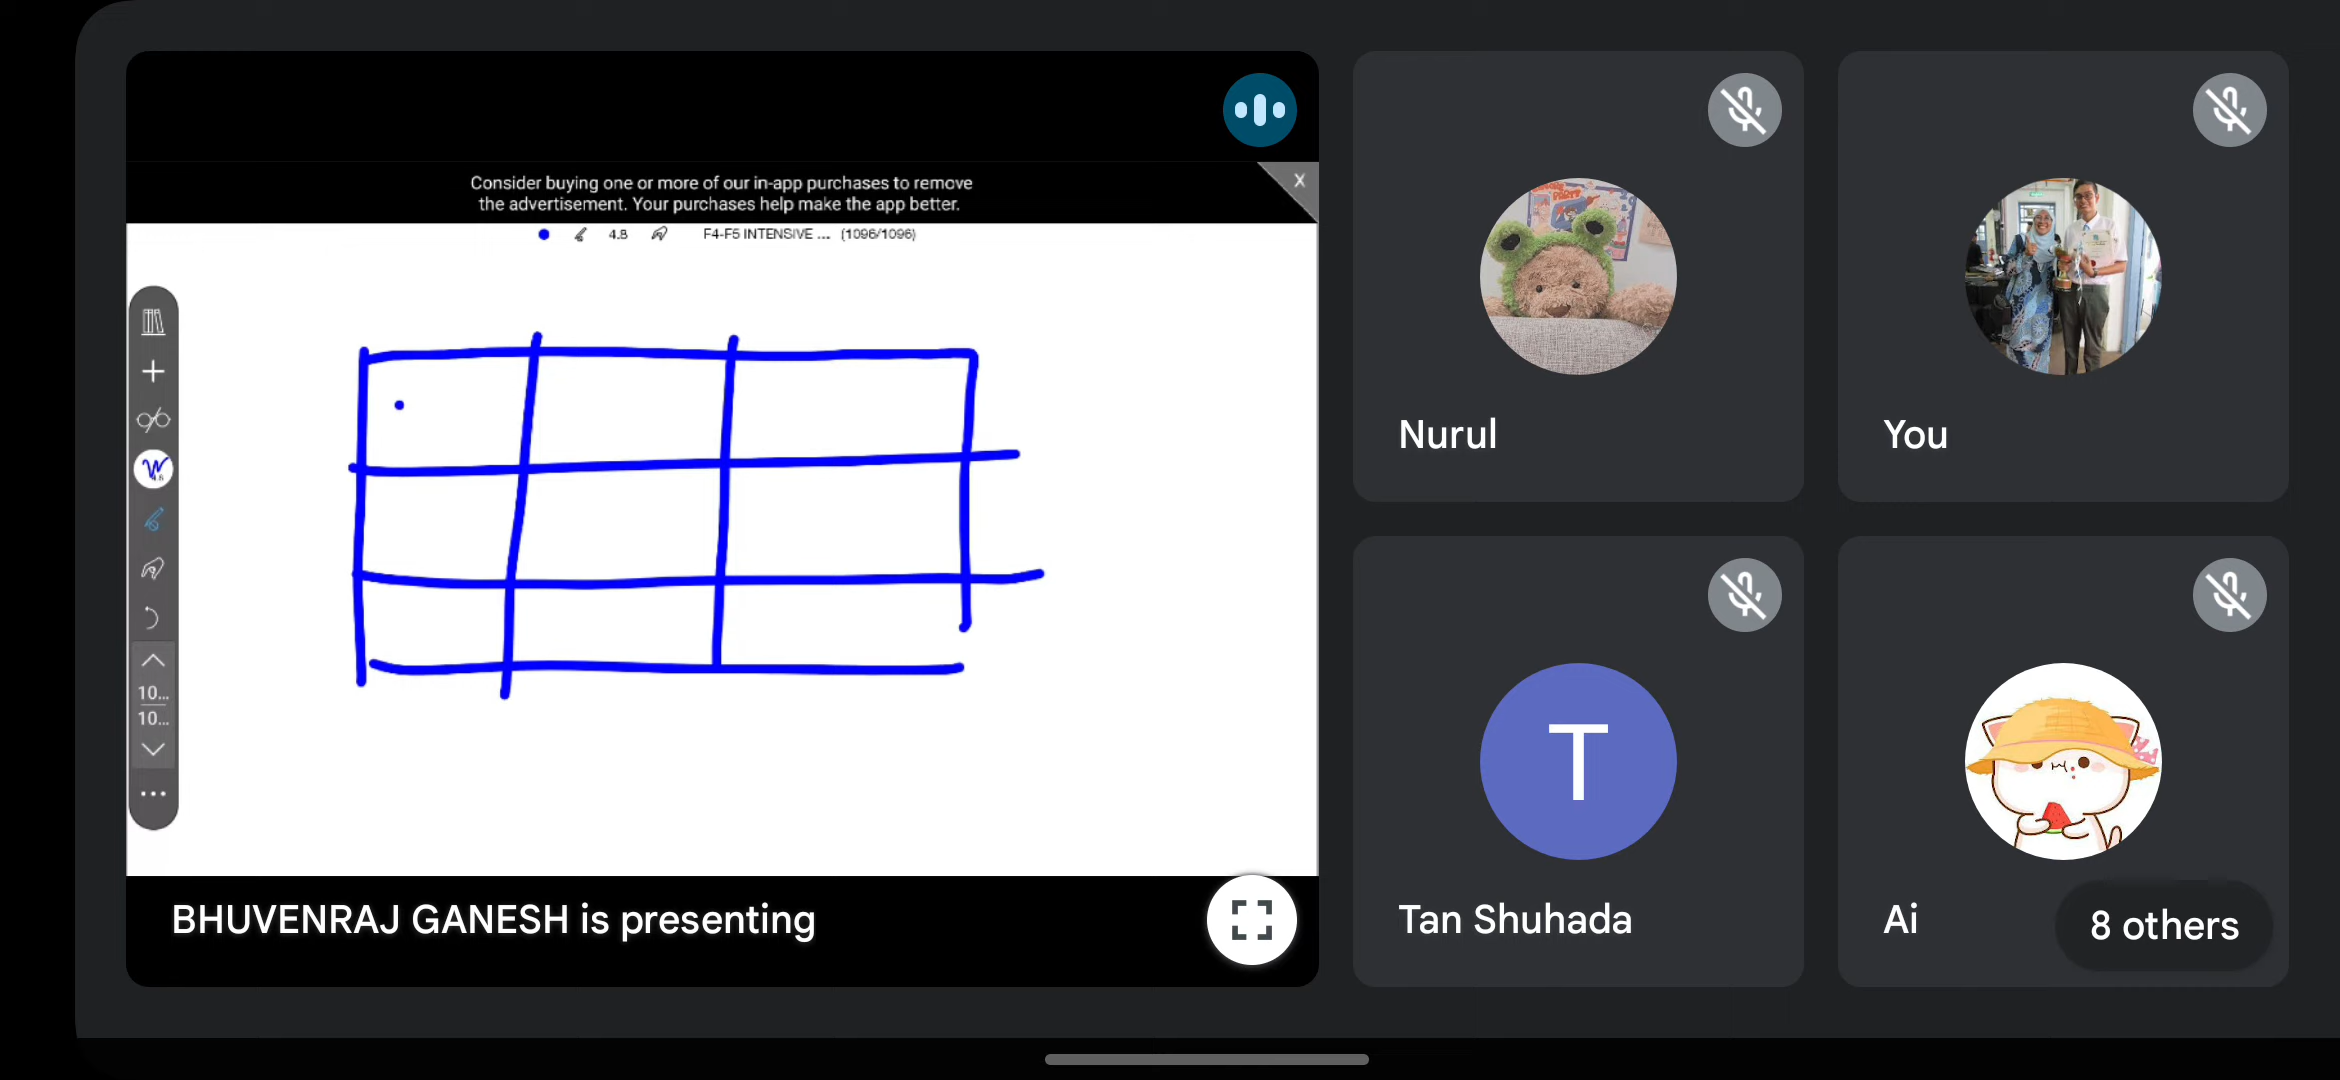 Consider buying one or more of our in-app purchases to remove
the advertisement. Your purchases help make the app better.
X
4.8 F4-F5 INTENSIVE ... (1096/1096)
10...
10...
BHUVENRAJ GANESH is presenting
Nurul
You
T
Tan Shuhada
Ai
8 others